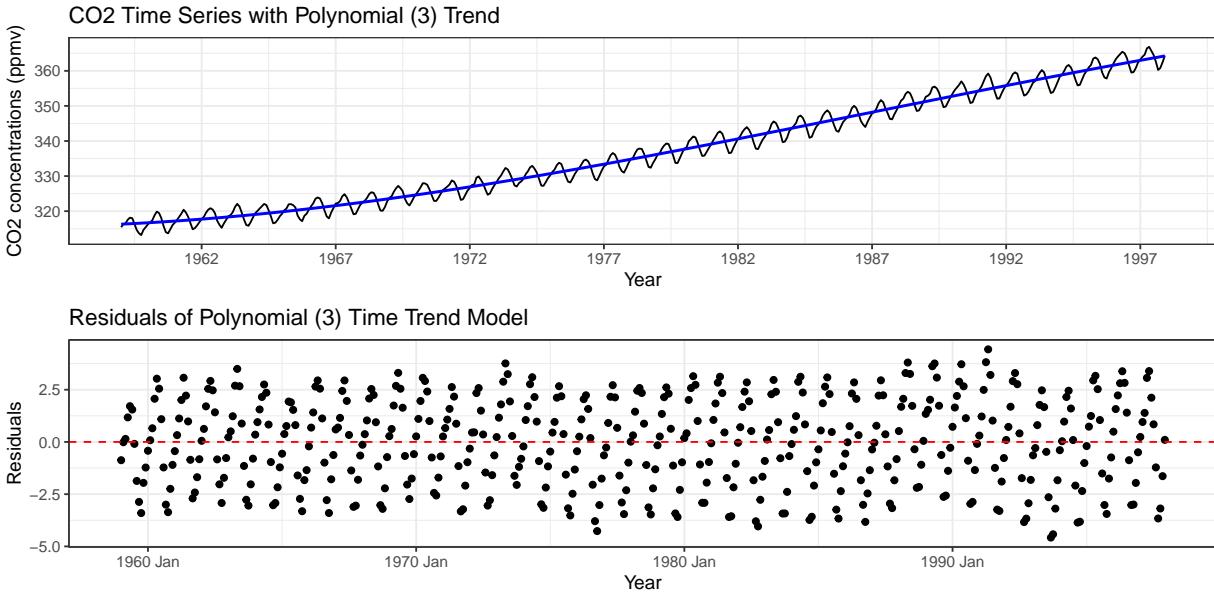 CO2 Time Series with Polynomial (3) Trend
CO2 concentrations (ppmv)
360
350
340
330
320
1962 1967 1972 1977 1982 1987 1992 1997
Year
Residuals of Polynomial (3) Time Trend Model
Residuals
2.5
0.0
−2.5
−5.0
1960 Jan 1970 Jan 1980 Jan 1990 Jan
Year